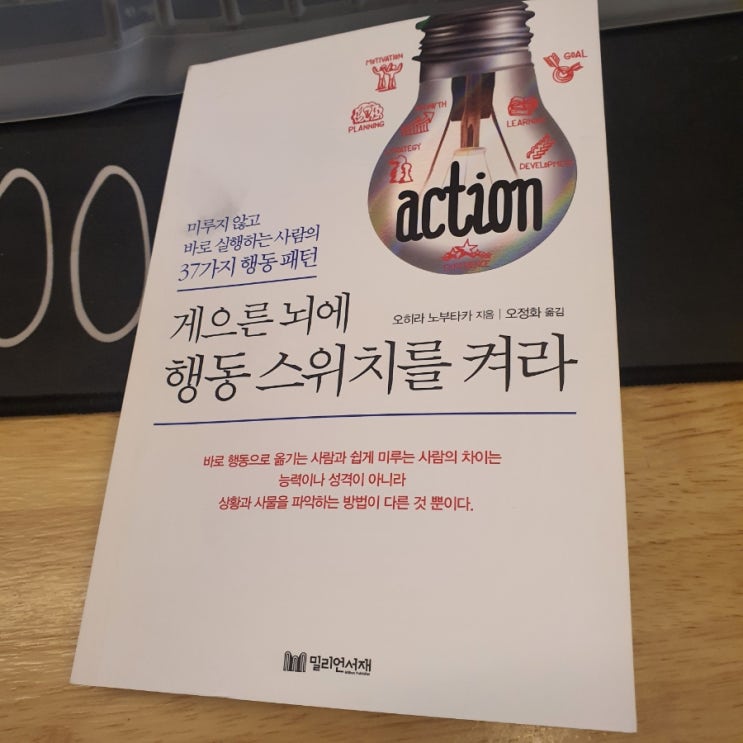 MOTIVATION
GOAL
PLANNING
GROWTH
LEARNING
STRATEGY
DEVELOPMENT
action
미루지 않고
바로 실행하는 사람의
37가지 행동 패턴
오히라 노부타카 지음 | 오정화 옮김
게으른 뇌에
행동 스위치를 켜라
바로 행동으로 옮기는 사람과 쉽게 미루는 사람의 차이는
능력이나 성격이 아니라
상황과 사물을 파악하는 방법이 다른 것 뿐이다.
밀리언서재